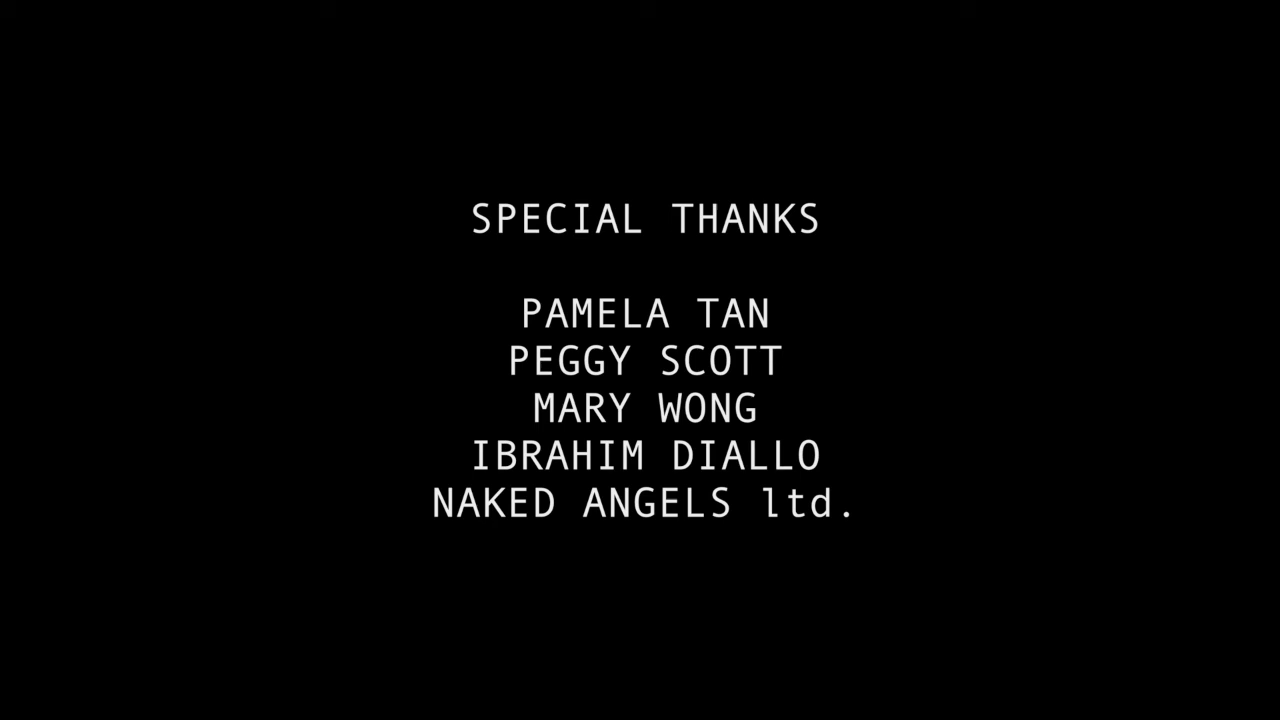 SPECIAL THANKS
PAMELA TAN
PEGGY SCOTT
MARY WONG
IBRAHIM DIALLO
NAKED ANGELS ltd.